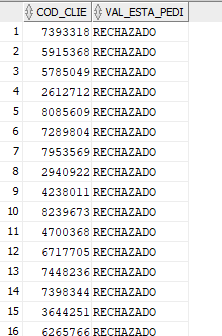 COD_CLIE VAL_ESTA_PEDI
1 7393318 RECHAZADO
2 5915368 RECHAZADO
3 5785049 RECHAZADO
4 2612712 RECHAZADO
5 8085609 RECHAZADO
6 7289804 RECHAZADO
7 7953569 RECHAZADO
8 2940922 RECHAZADO
9 4238011 RECHAZADO
10 8239673 RECHAZADO
11 4700368 RECHAZADO
12 6717705 RECHAZADO
13 7448236 RECHAZADO
14 7398344 RECHAZADO
15 3644251 RECHAZADO
16 6265766 RECHAZADO